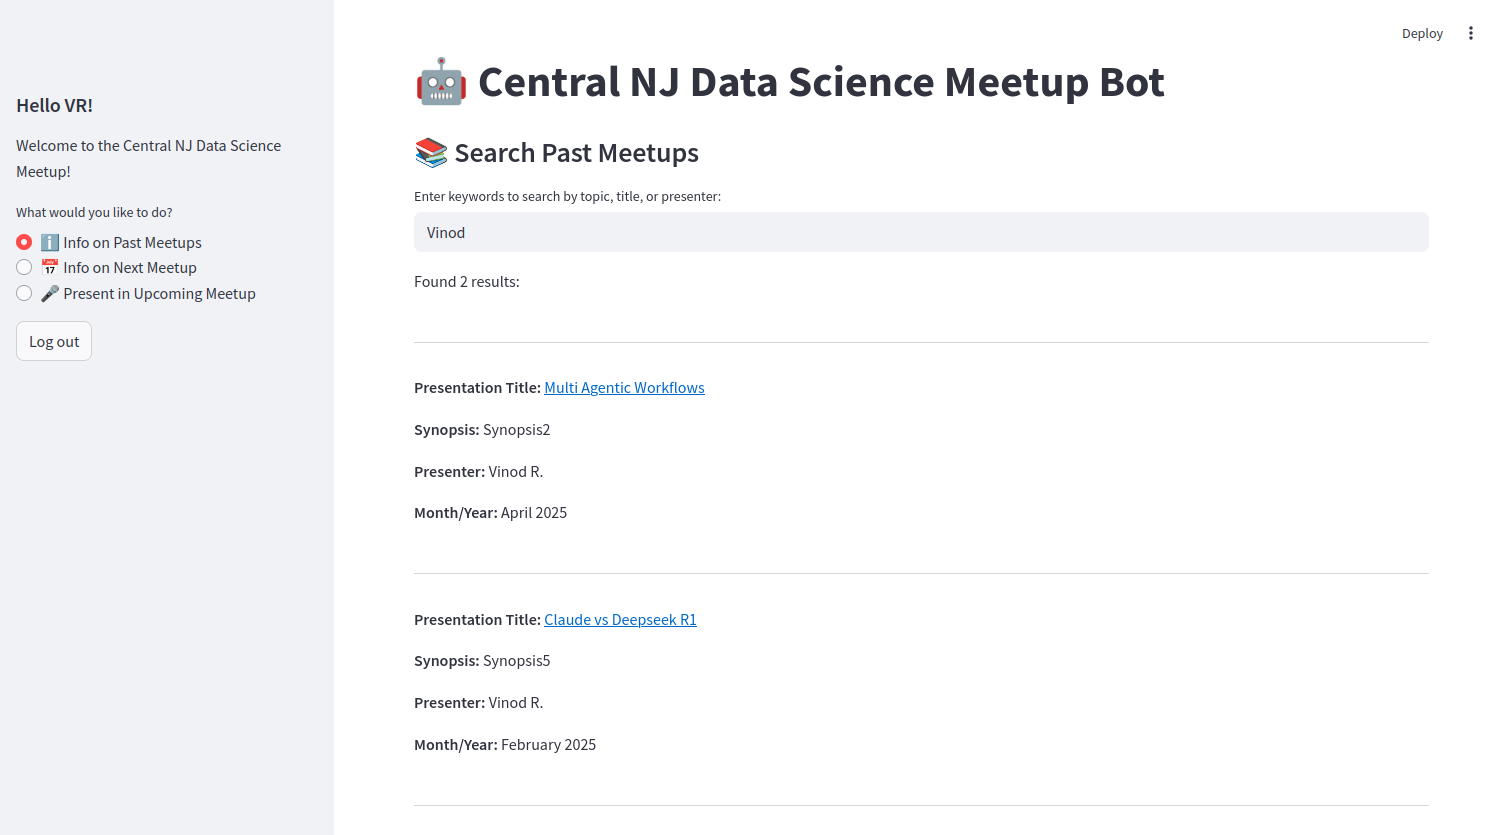 Deploy
Hello VR!
Welcome to the Central NJ Data Science
Meetup!
What would you like to do?
ℹ️ Info on Past Meetups
📅 Info on Next Meetup
🎤 Present in Upcoming Meetup
Log out
🤖 Central NJ Data Science Meetup Bot
📚 Search Past Meetups
Enter keywords to search by topic, title, or presenter:
Vinod
Found 2 results:
Presentation Title: Multi Agentic Workflows
Synopsis: Synopsis2
Presenter: Vinod R.
Month/Year: April 2025
Presentation Title: Claude vs Deepseek R1
Synopsis: Synopsis5
Presenter: Vinod R.
Month/Year: February 2025